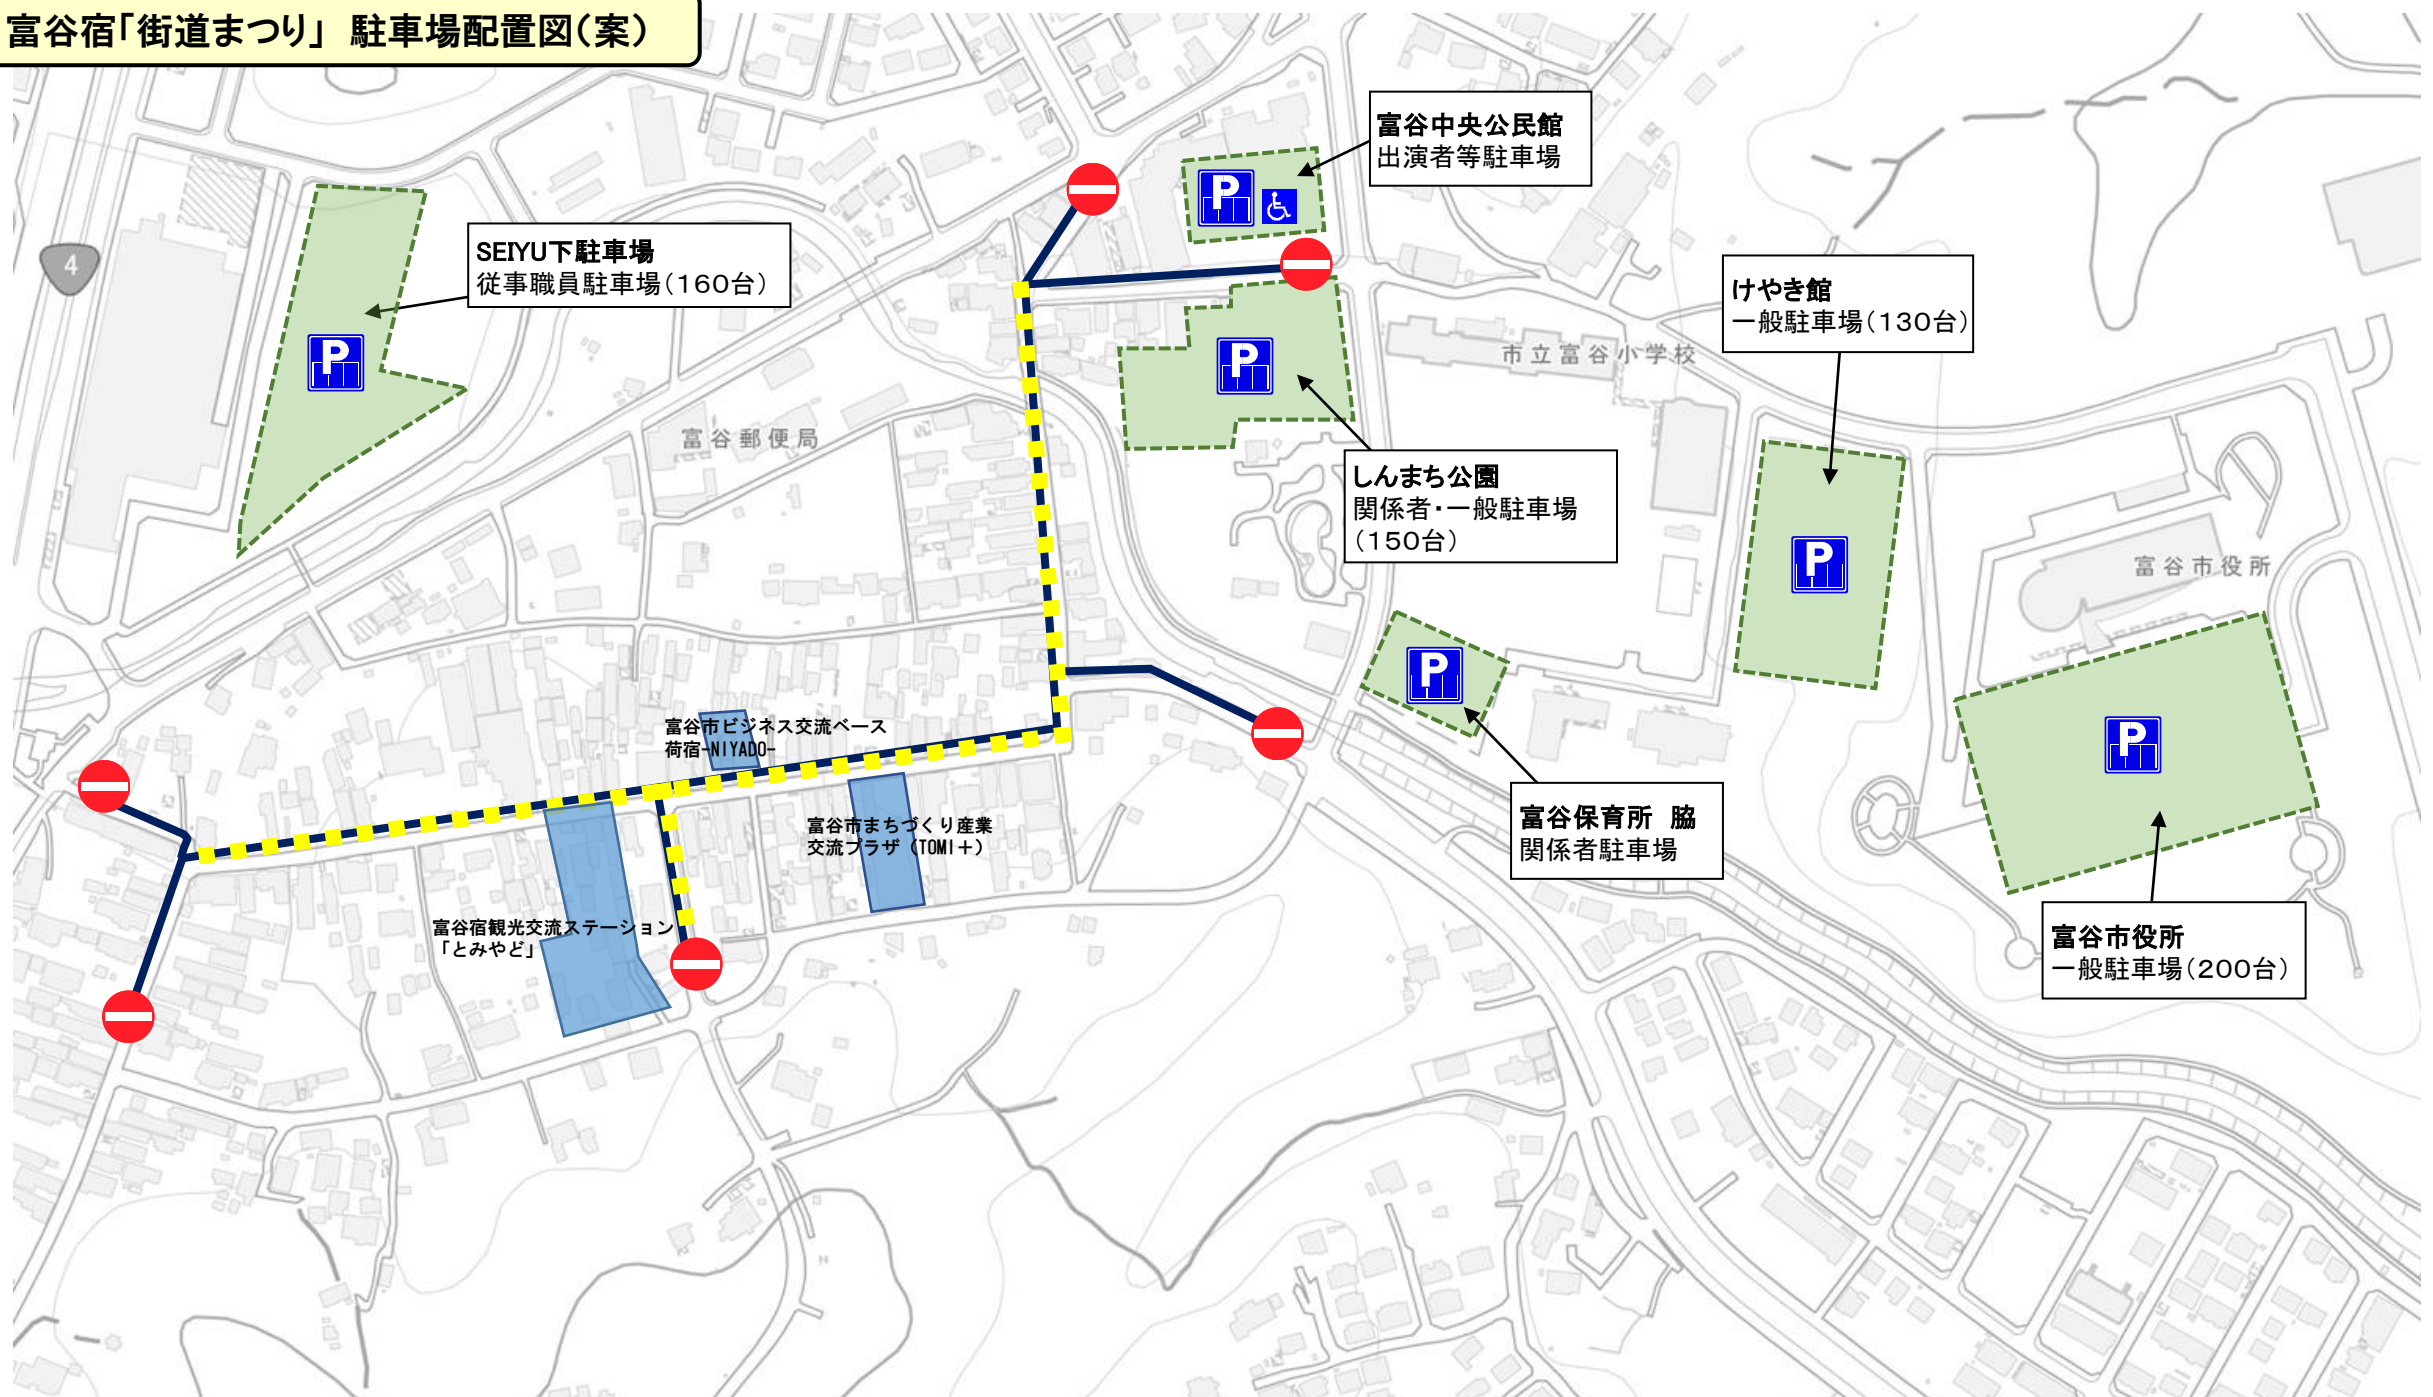 富谷宿「街道まつり」 駐車場配置図(案)
富谷中央公民館
出演者等駐車場
SEIYU下駐車場
従事職員駐車場(160台)
4
けやき館
一般駐車場(130台)
市立富谷小学校
富谷郵便局
しんまち公園
関係者・一般駐車場
(150台)
富谷市役所
富谷市ビジネス交流ベース
荷宿-NIYADO-
富谷市まちづくり産業
交流プラザ(TOMI+)
富谷保育所 脇
関係者駐車場
富谷宿観光交流ステーション
「とみやど」
富谷市役所
一般駐車場(200台)
P
P
P
P
P
P